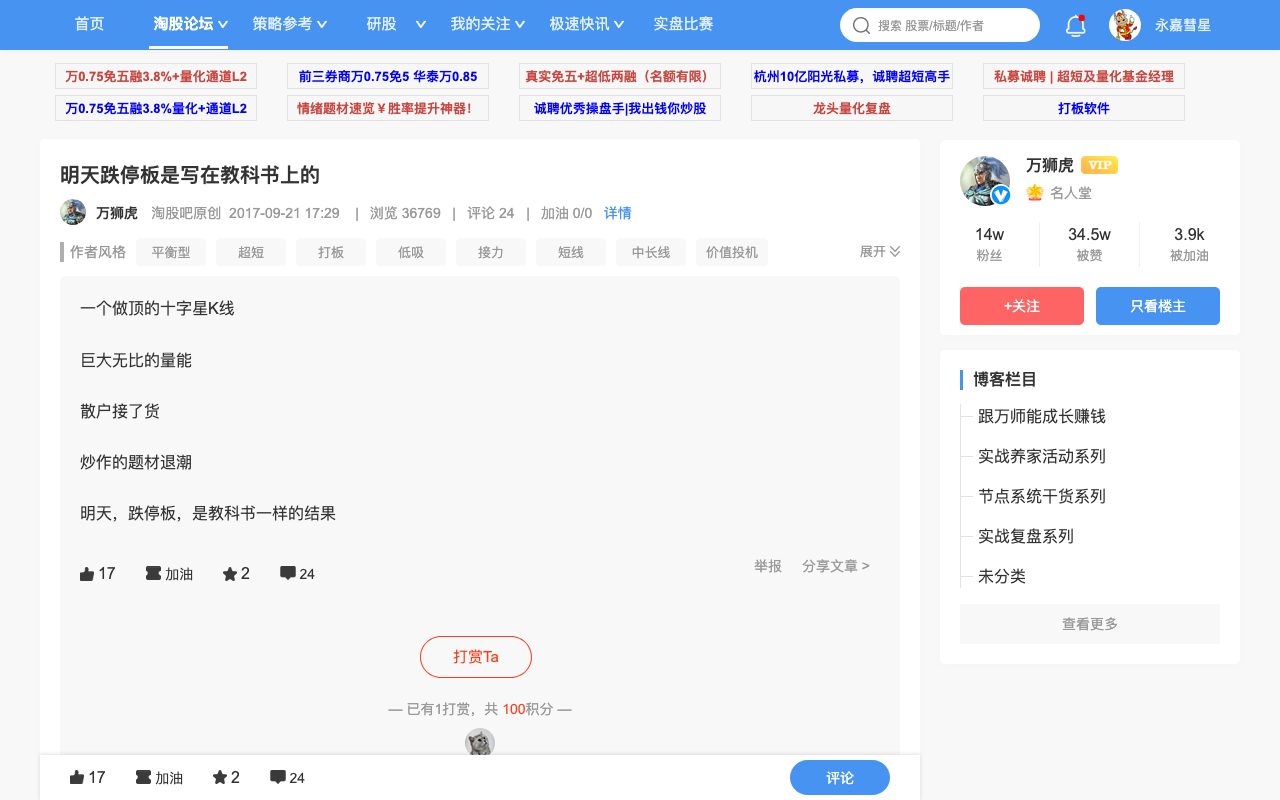 首页 淘股论坛 策略参考 研股 我的关注 极速快讯 实盘比赛 搜索 股票/标题/作者 永嘉彗星
万0.75免五融3.8%+量化通道L2 前三券商万0.75免5 华泰万0.85 真实免五+超低两融（名额有限） 杭州10亿阳光私募，诚聘超短高手 私募诚聘 | 超短及量化基金经理
万0.75免五融3.8%量化+通道L2 情绪题材速览￥胜率提升神器！ 诚聘优秀操盘手|我出钱你炒股 龙头量化复盘 打板软件
明天跌停板是写在教科书上的
万狮虎 淘股吧原创 2017-09-21 17:29 | 浏览 36769 | 评论 24 | 加油 0/0 详情
作者风格 平衡型 超短 打板 低吸 接力 短线 中长线 价值投机 展开
一个做顶的十字星K线
巨大无比的量能
散户接了货
炒作的题材退潮
明天，跌停板，是教科书一样的结果
17 加油 2 24 举报 分享文章 >
打赏Ta
— 已有1打赏，共 100积分 —
17 加油 2 24 评论
万狮虎 VIP
名人堂
14w 34.5w 3.9k
粉丝 被赞 被加油
+关注 只看楼主
博客栏目
跟万师能成长赚钱
实战养家活动系列
节点系统干货系列
实战复盘系列
未分类
查看更多